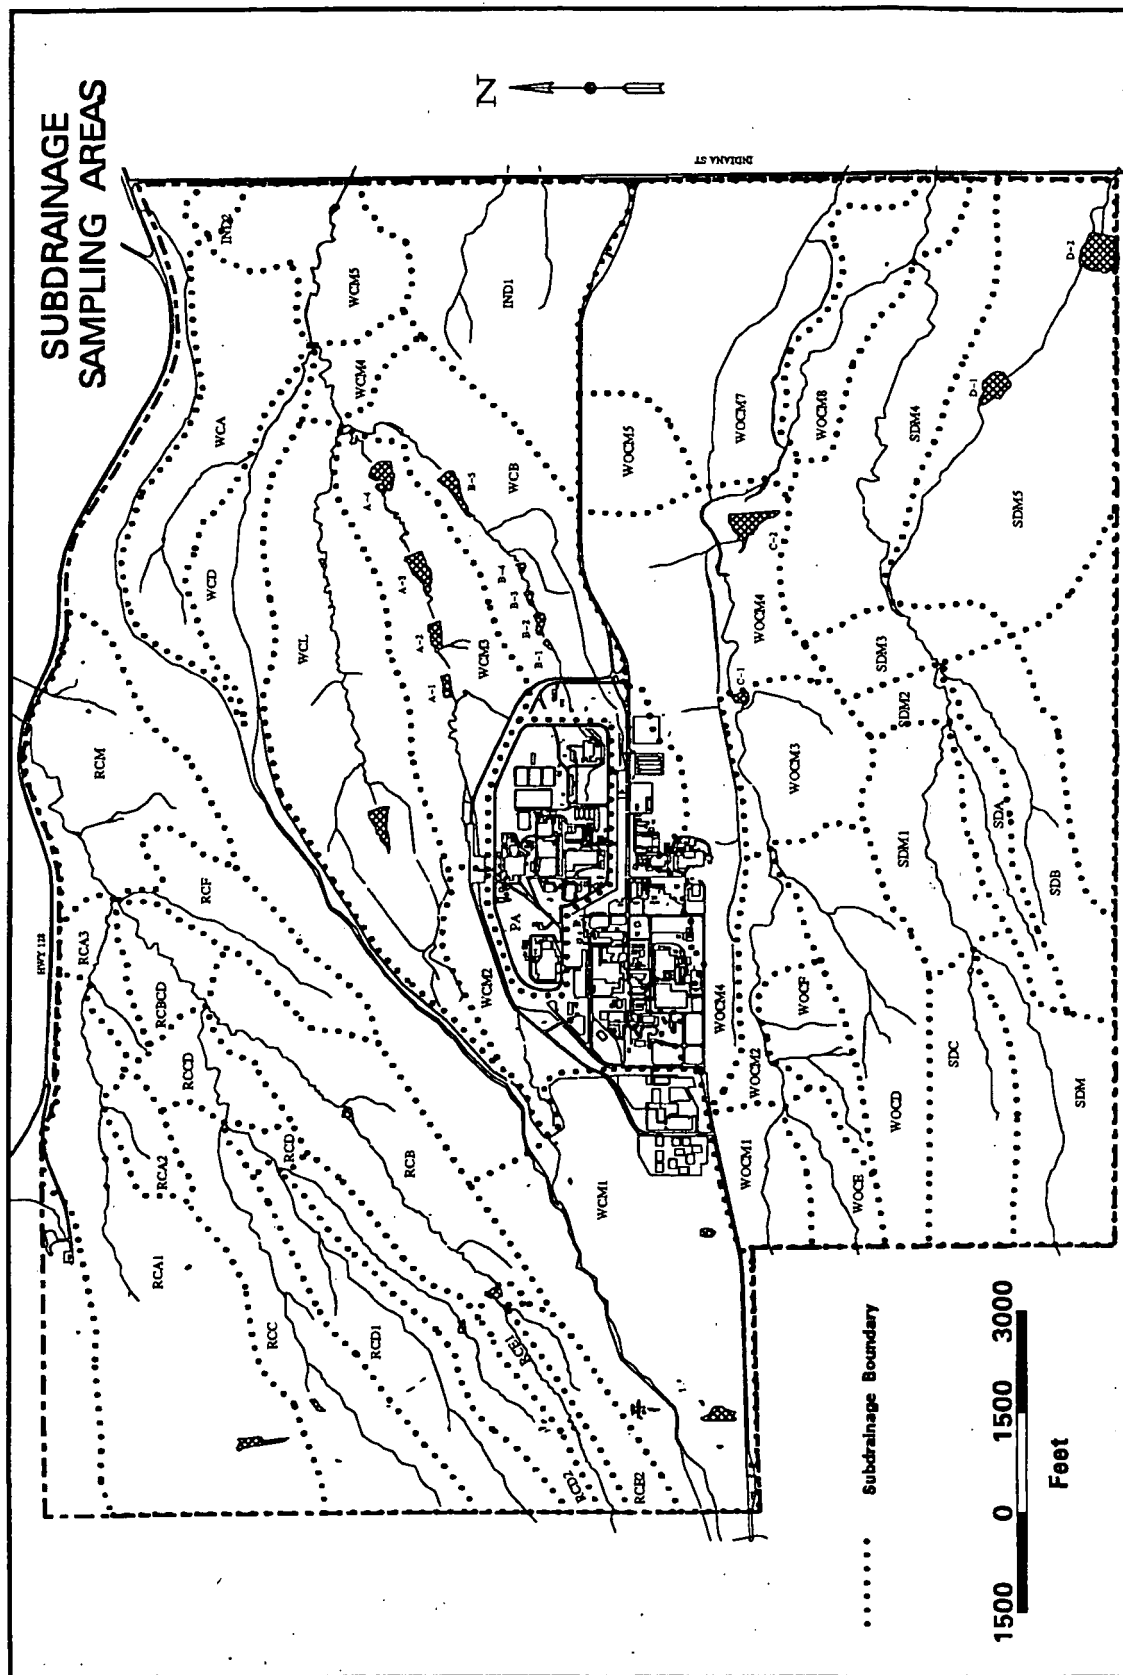 SUBDRAINAGE
SAMPLING AREAS
N
INDIANA ST
HWY 128
IND2
WCA
WCM5
IND1
WCM4
WCD
WCB
WCL
A-4
B-5
A-3
B-4
B-3
A-2
B-2
WCM3
B-1
A-1
RCM
RCF
RCA3
RCBCD
RCCD
RCA2
RCD
RCB
RCA1
RCC
RCD1
RCE1
RCD2
RCE2
PA
WCM2
WCM1
WOCM5
WOCM7
WOCM8
SDM4
D-2
D-1
SDM5
C-2
WOCM4
SDM3
C-1
SDM2
WOCM3
SDM1
SDA
SDB
WOCF
WOCM4
WOCM2
SDC
WOCD
SDM
WOCM1
WOCE
Subdrainage Boundary
1500 0 1500 3000
Feet